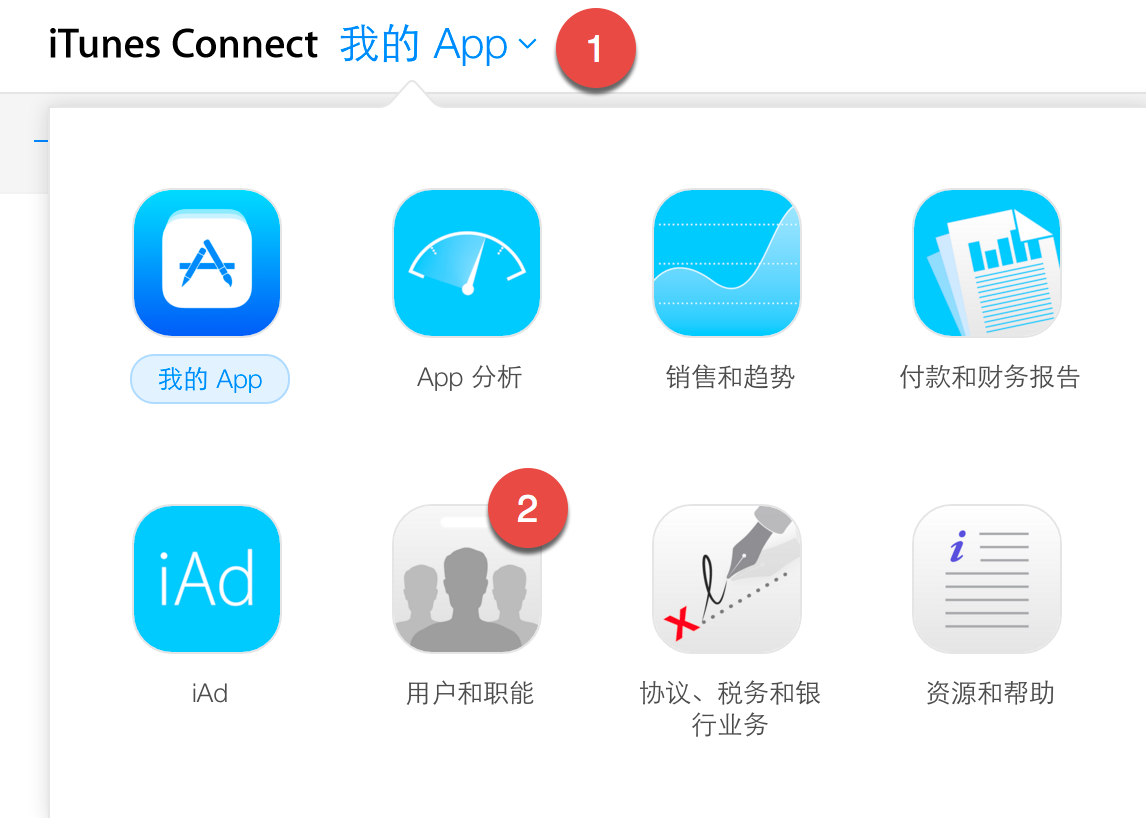 iTunes Connect 我的 App 1
我的 App
App 分析
销售和趋势
付款和财务报告
iAd
2
iAd
用户和职能
协议、税务和银
行业务
i
资源和帮助